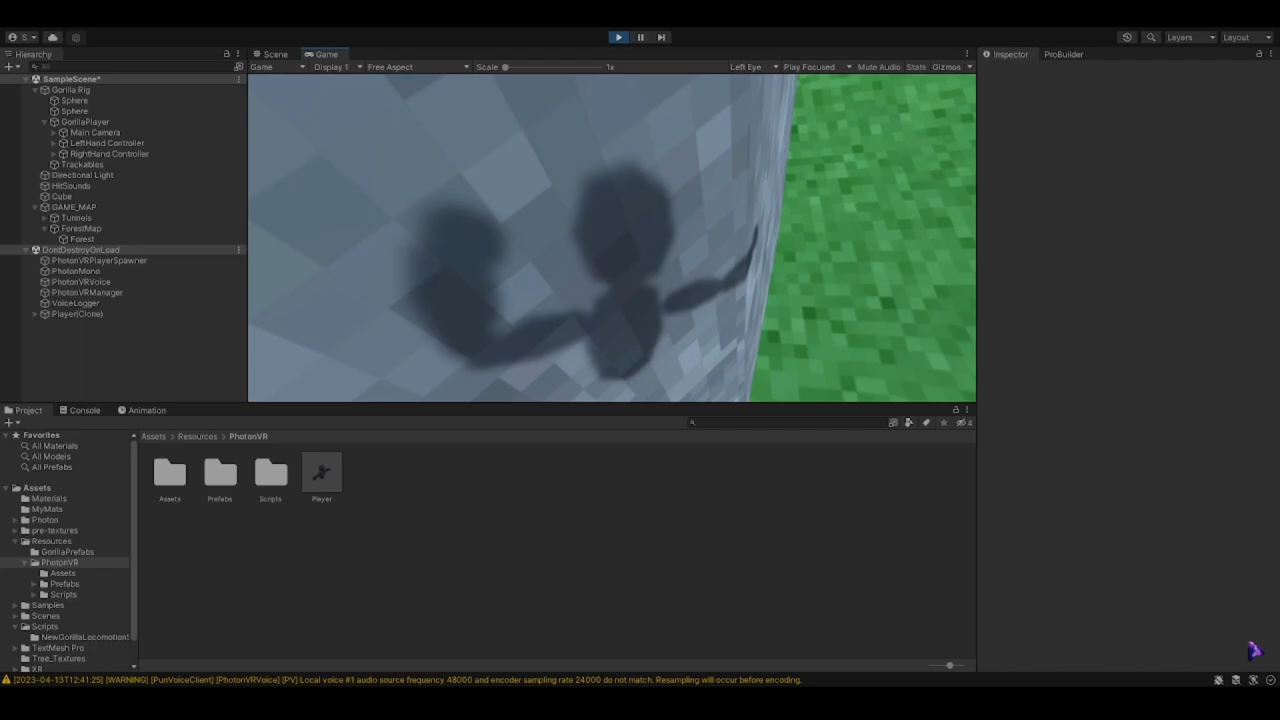 S
Layers
Layout
Hierarchy
Scene
Game
Inspector
ProBuilder
All
Game
Display 1
Free Aspect
Scale
1x
Left Eye
Play Focused
Mute Audio
Stats
Gizmos
SampleScene*
Gorilla Rig
Sphere
Sphere
GorillaPlayer
Main Camera
LeftHand Controller
RightHand Controller
Trackables
Directional Light
HitSounds
Cube
GAME_MAP
Tunnels
ForestMap
Forest
DontDestroyOnLoad
PhotonVRPlayerSpawner
PhotonMono
PhotonVRVoice
PhotonVRManager
VoiceLogger
Player(Clone)
Project
Console
Animation
4
Favorites
All Materials
All Models
All Prefabs
Assets
Materials
MyMats
Photon
pre-textures
Resources
GorillaPrefabs
PhotonVR
Assets
Prefabs
Scripts
Samples
Scenes
Scripts
NewGorillaLocomotion
TextMesh Pro
Tree_Textures
XR
Assets > Resources > PhotonVR
Assets
Prefabs
Scripts
Player
[2023-04-13T12:41:25] [WARNING] [PunVoiceClient] [PhotonVRVoice] [PV] Local voice #1 audio source frequency 48000 and encoder sampling rate 24000 do not match. Resampling will occur before encoding.